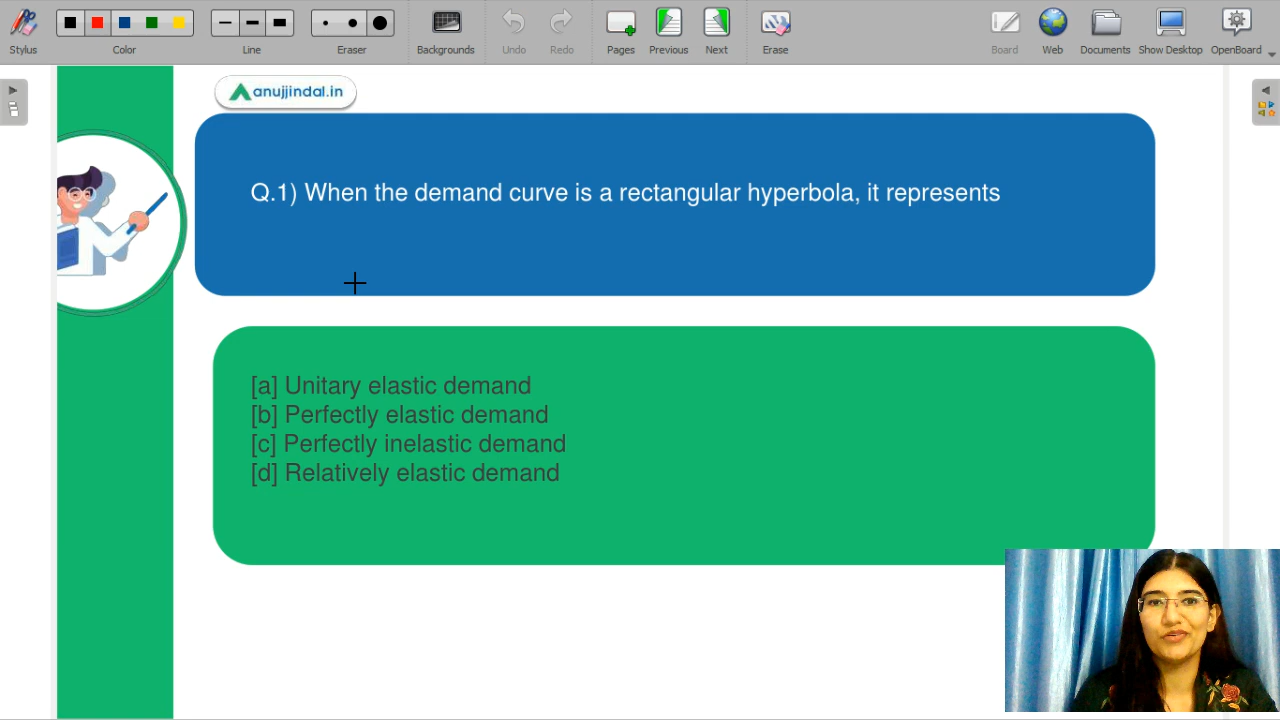 Stylus
Color
Line
Eraser
Backgrounds
Undo
Redo
Pages
Previous
Next
Erase
Board
Web
Documents
Show Desktop
OpenBoard
anujjindal.in
Q.1) When the demand curve is a rectangular hyperbola, it represents
[a] Unitary elastic demand
[b] Perfectly elastic demand
[c] Perfectly inelastic demand
[d] Relatively elastic demand